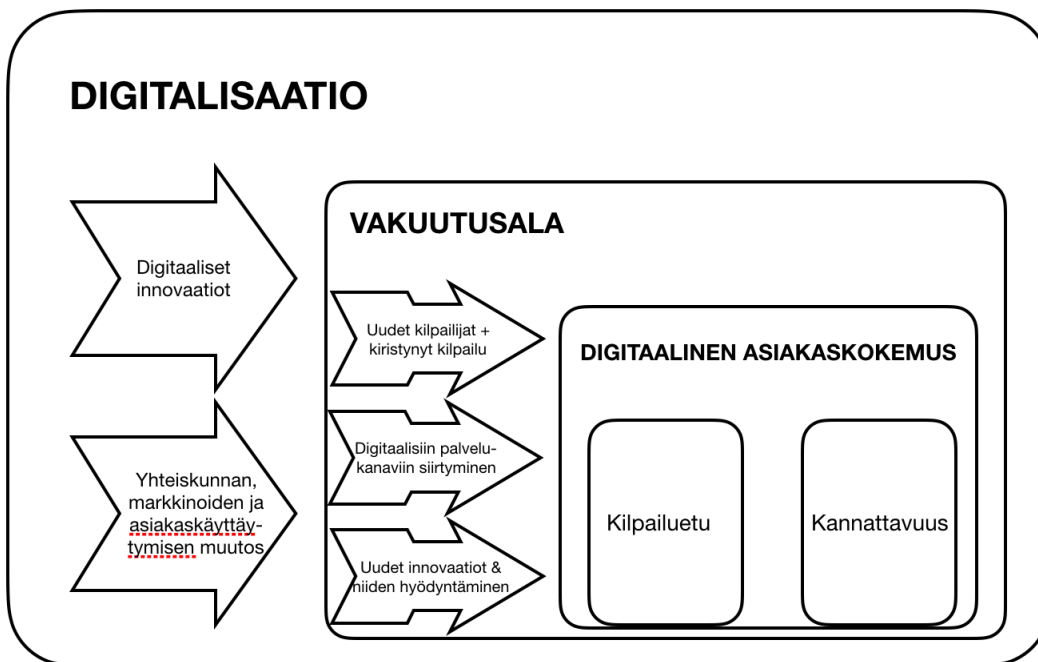 DIGITALISAATIO
Digitaaliset
innovaatiot
Yhteiskunnan,
markkinoiden ja
asiakaskäyttäy-
tymisen muutos
VAKUUTUSALA
Uudet kilpailijat +
kiristynyt kilpailu
Digitaalisiin palvelu-
kanaviin siirtyminen
Uudet innovaatiot &
niiden hyödyntäminen
DIGITAALINEN ASIAKASKOKEMUS
Kilpailuetu
Kannattavuus